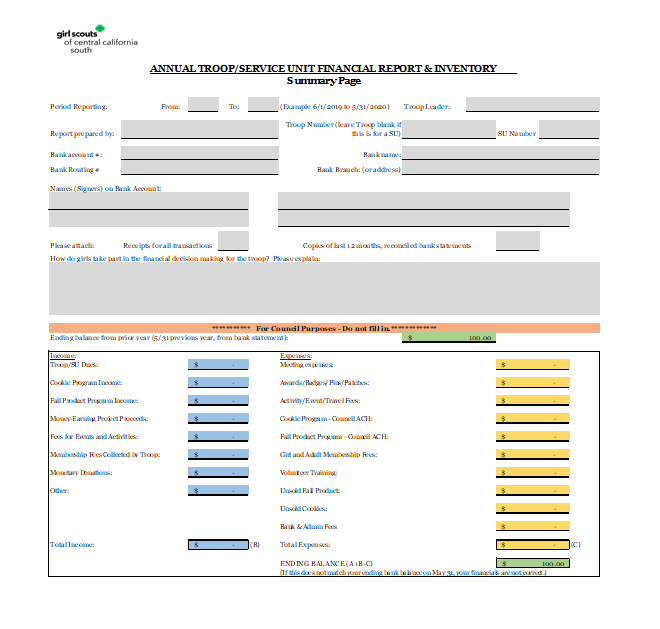 girl scouts
of central california
south
ANNUAL TROOP/SERVICE UNIT FINANCIAL REPORT & INVENTORY
Summary Page
Period Reporting: From: To: (Example 6/1/2019 to 5/31/2020) Troop Leader:
Report prepared by: Troop Number (leave Troop blank if this is for a SU) SU Number
Bank account #: Bank name:
Bank Routing # Bank Branch: (or address)
Names (Signers) on Bank Account:
Please attach: Receipts for all transactions Copies of last 12 months, reconciled bank statements
How do girls take part in the financial decision making for the troop? Please explain:
*********** For Council Purposes - Do not fill in.*************
Ending balance from prior year (5/31 previous year, from bank statement): $ 100.00
Income: Expenses:
Troop/SU Dues: $ - Meeting expenses: $ -
Cookie Program Income: $ - Awards/Badges/Pins/Patches: $ -
Fall Product Program Income: $ - Activity/Event/Travel Fees: $ -
Money-Earning Project Proceeds: $ - Cookie Program - Council ACH: $ -
Fees for Events and Activities: $ - Fall Product Program - Council ACH: $ -
Membership Fees Collected by Troop: $ - Girl and Adult Membership Fees: $ -
Monetary Donations: $ - Volunteer Training: $ -
Other: $ - Unsold Fall Product: $ -
Unsold Cookies: $ -
Bank & Admin Fees $ -
Total Income: $ - (B) Total Expenses: $ - (C)
ENDING BALANCE (A+B-C) $ 100.00
(If this does not match your ending bank balance on May 31, your financials are not correct.)